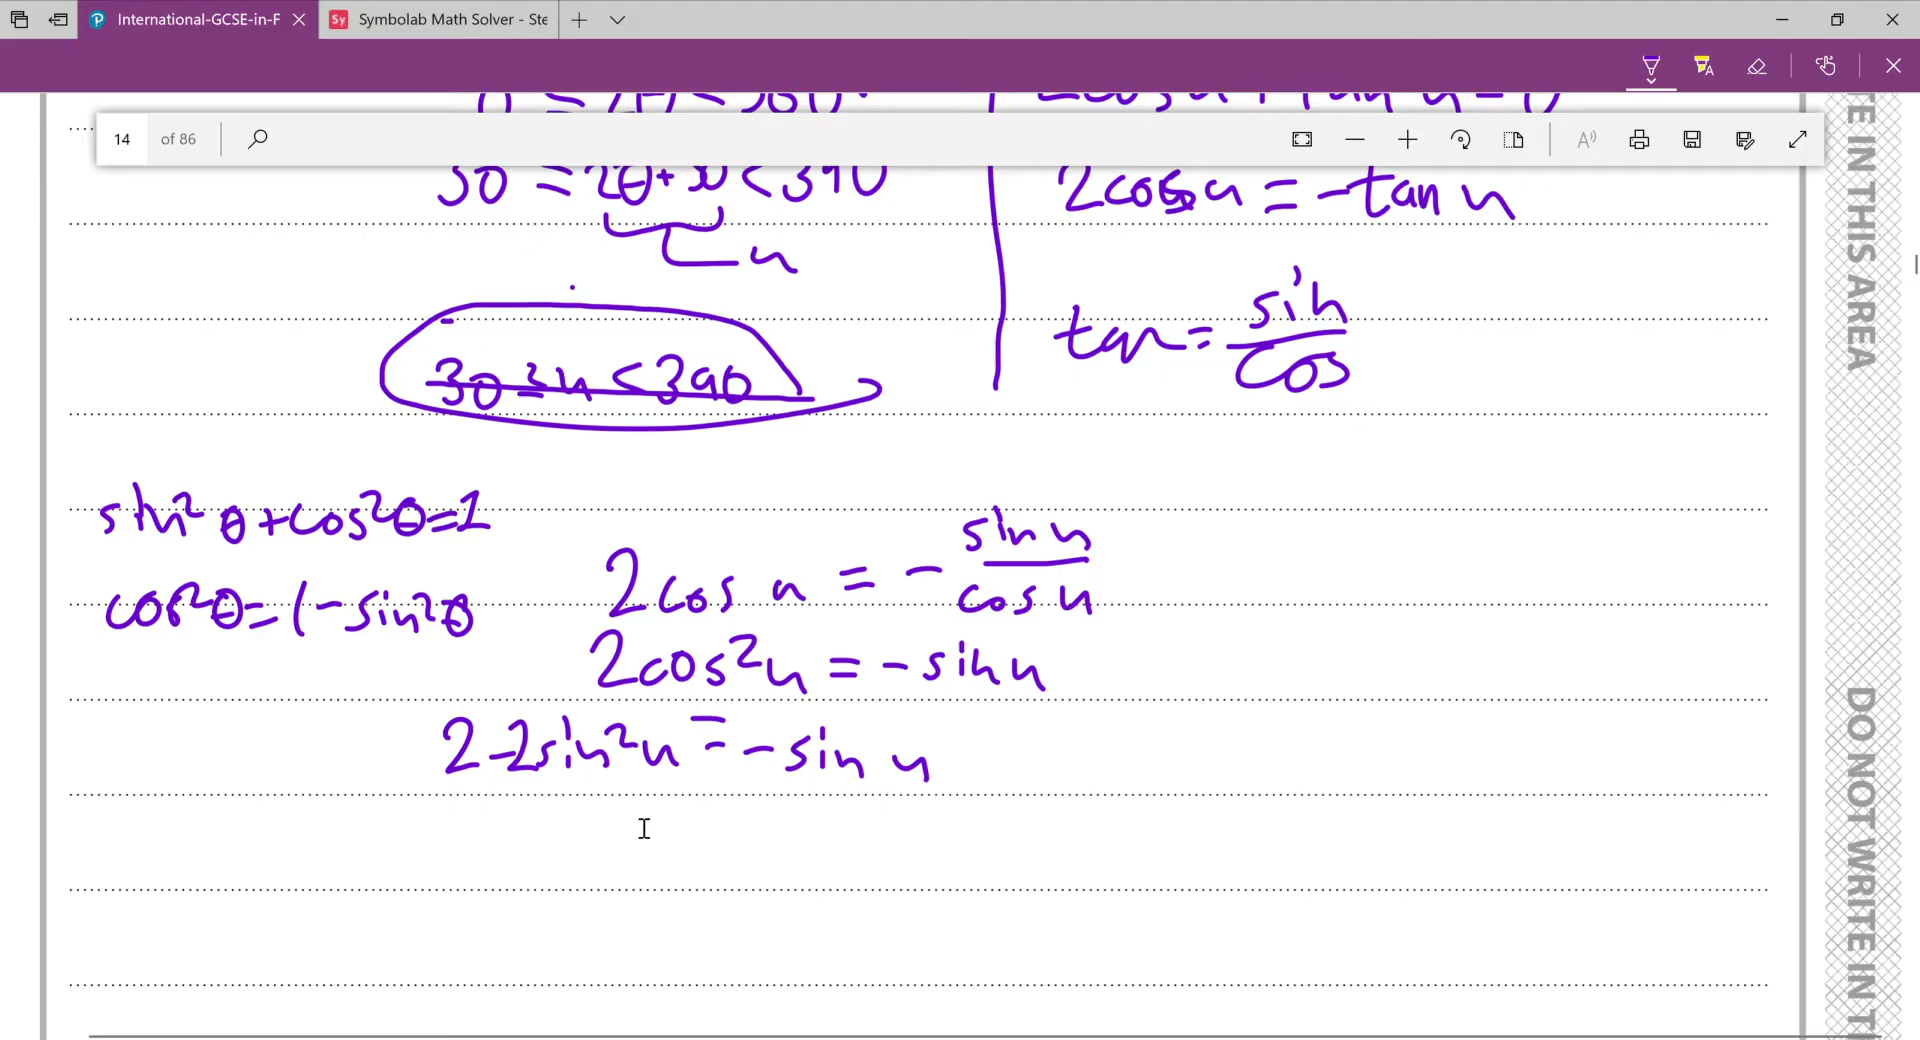 International-GCSE-in-F
Symbolab Math Solver - Ste
14 of 86
2cos u = -tan u
30 ≤ 2θ+30 < 390
u
tan = sin/cos
30 ≤ u < 390
sin²θ+cos²θ=1
cos²θ=1-sin²θ
2cos u = - sin u/cos u
2cos²u = -sin u
2-2sin²u = -sin u
TE IN THIS AREA
DO NOT WRITE IN T